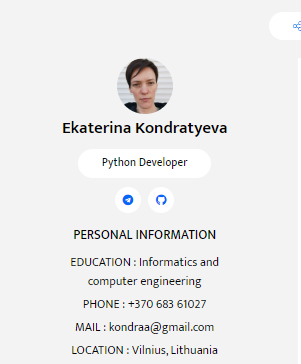 Ekaterina Kondratyeva
Python Developer
PERSONAL INFORMATION
EDUCATION : Informatics and
computer engineering
PHONE : +370 683 61027
MAIL : kondraa@gmail.com
LOCATION : Vilnius, Lithuania